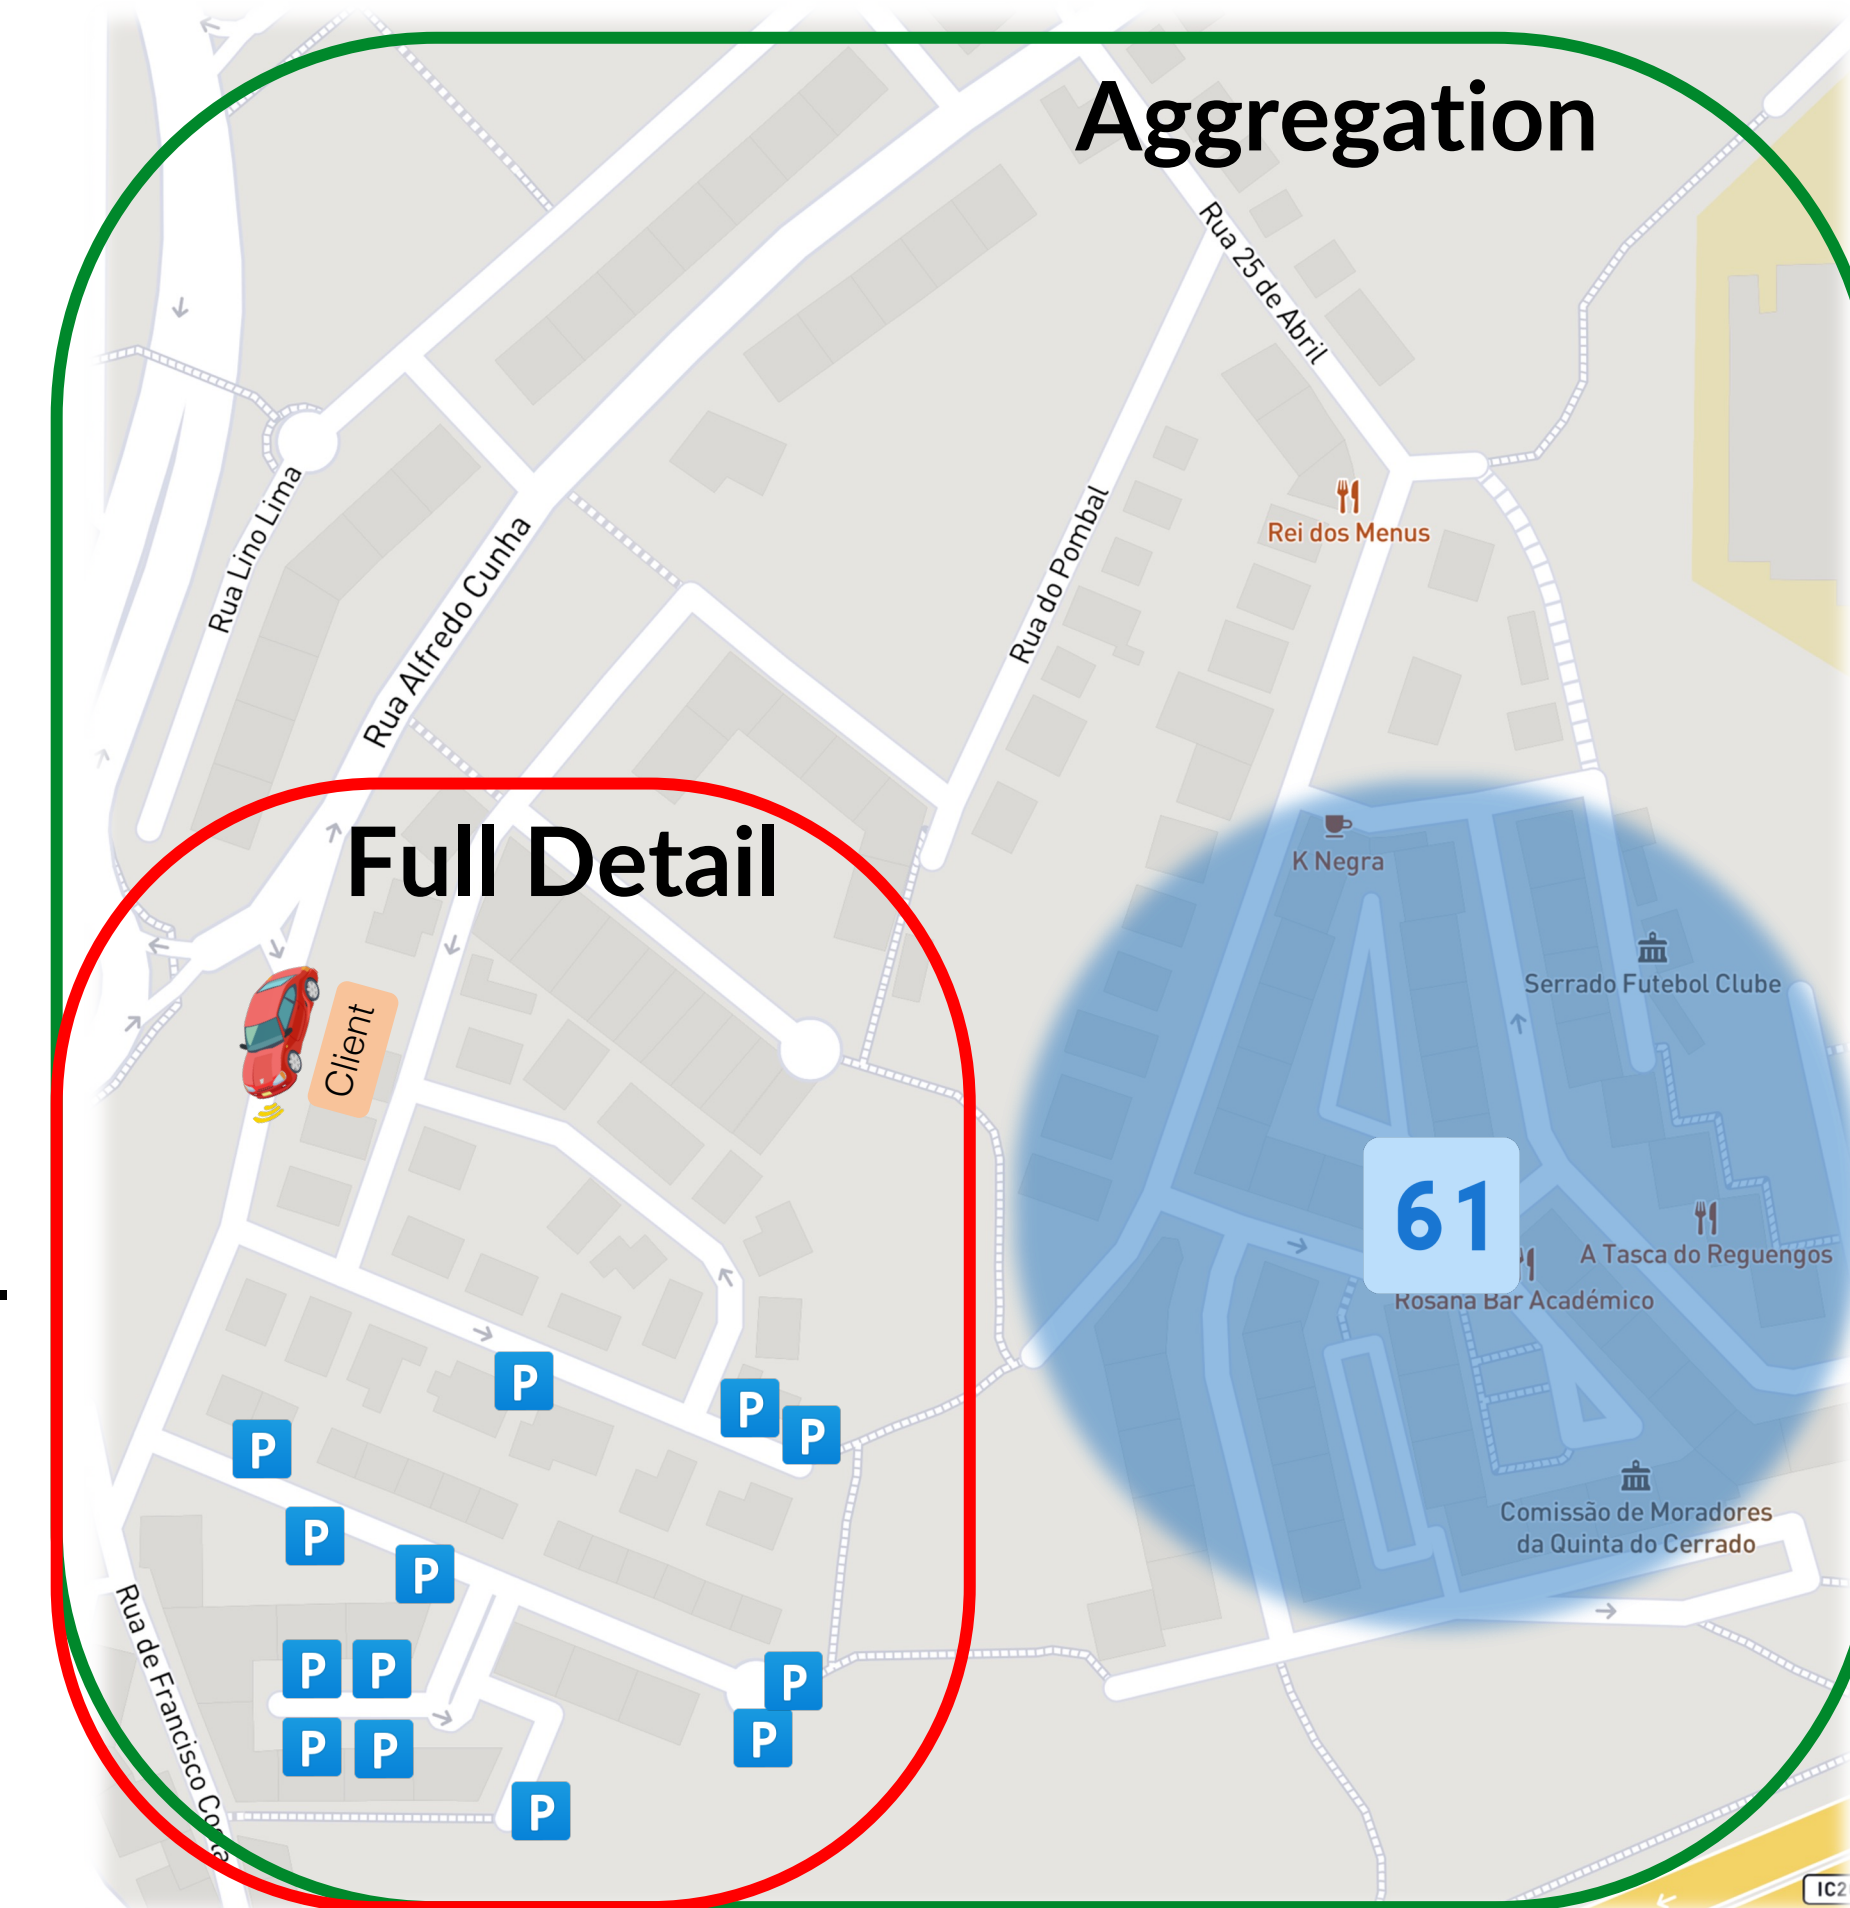 Aggregation
Rua 25 de Abril
Rei dos Menus
Rua Lino Lima
Rua Alfredo Cunha
Rua do Pombal
Full Detail
K Negra
Serrado Futebol Clube
Client
61
A Tasca do Reguengos
Rosana Bar Académico
P
P
P
P
P
P
Comissão de Moradores
da Quinta do Cerrado
Rua de Francisco Costa
P
P
P
P
P
P
P